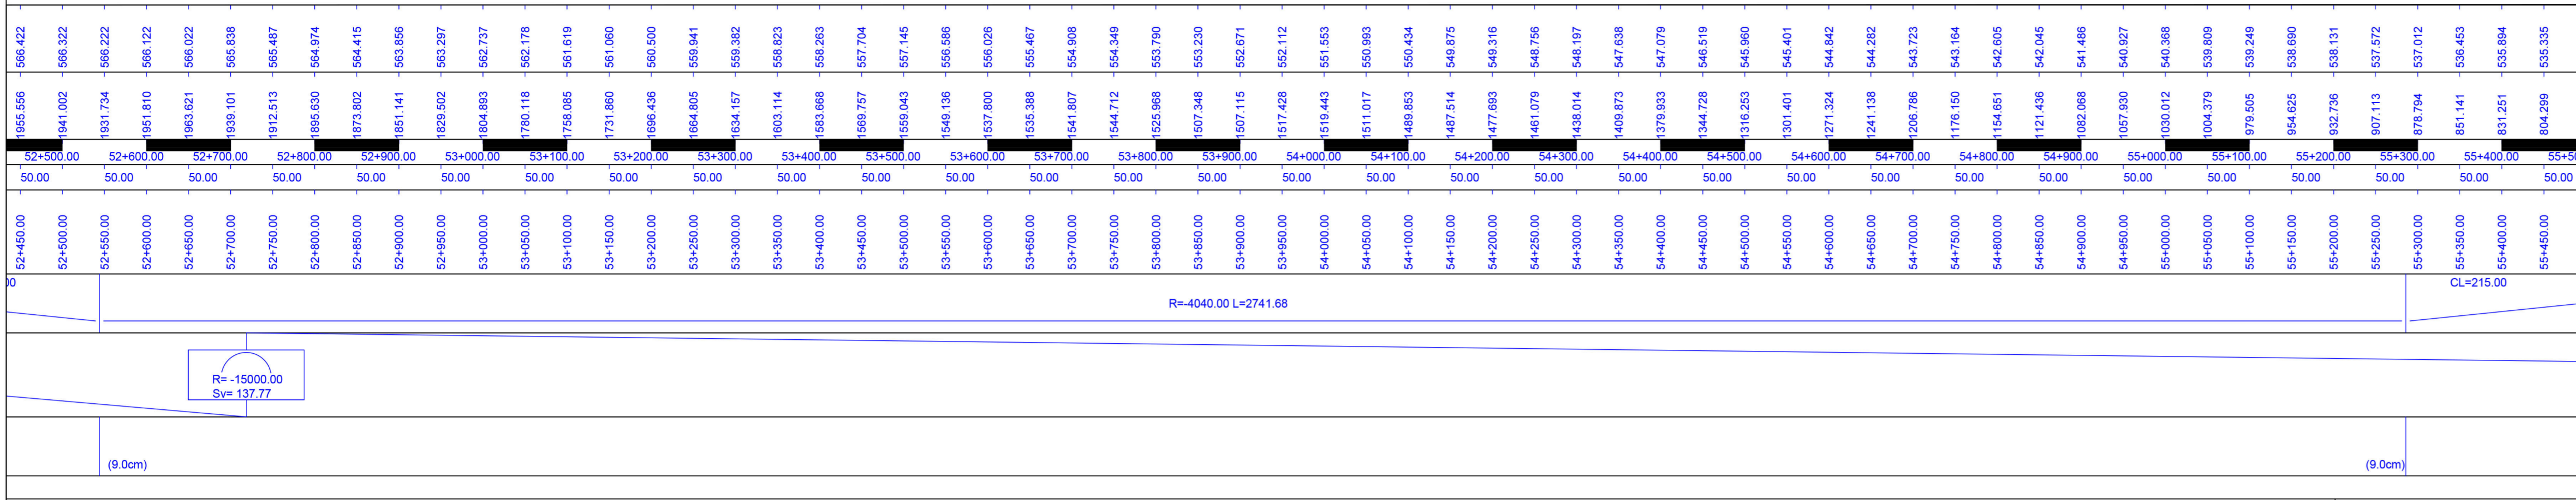 566.422 566.322 566.222 566.122 566.022 565.838 565.487 564.974 564.415 563.856 563.297 562.737 562.178 561.619 561.060 560.500 559.941 559.382 558.823 558.263 557.704 557.145 556.586 556.026 555.467 554.908 554.349 553.790 553.230 552.671 552.112 551.553 550.993 550.434 549.875 549.316 548.756 548.197 547.638 547.079 546.519 545.960 545.401 544.842 544.282 543.723 543.164 542.605 542.045 541.486 540.927 540.368 539.809 539.249 538.690 538.131 537.572 537.012 536.453 535.894 535.335
1955.556 1941.002 1931.734 1951.810 1963.621 1939.101 1912.513 1895.630 1873.802 1851.141 1829.502 1804.893 1780.118 1758.085 1731.860 1696.436 1664.805 1634.157 1603.114 1583.668 1569.757 1559.043 1549.136 1537.800 1535.388 1541.807 1544.712 1525.968 1507.348 1507.115 1517.428 1519.443 1511.017 1489.853 1487.514 1477.693 1461.079 1438.014 1409.873 1379.933 1344.728 1316.253 1301.401 1271.324 1241.138 1206.786 1176.150 1154.651 1121.436 1082.068 1057.930 1030.012 1004.379 979.505 954.625 932.736 907.113 878.794 851.141 831.251 804.299
52+500.00 52+600.00 52+700.00 52+800.00 52+900.00 53+000.00 53+100.00 53+200.00 53+300.00 53+400.00 53+500.00 53+600.00 53+700.00 53+800.00 53+900.00 54+000.00 54+100.00 54+200.00 54+300.00 54+400.00 54+500.00 54+600.00 54+700.00 54+800.00 54+900.00 55+000.00 55+100.00 55+200.00 55+300.00 55+400.00 55+50
50.00 50.00 50.00 50.00 50.00 50.00 50.00 50.00 50.00 50.00 50.00 50.00 50.00 50.00 50.00 50.00 50.00 50.00 50.00 50.00 50.00 50.00 50.00 50.00 50.00 50.00 50.00 50.00 50.00 50.00 50.00
52+450.00 52+500.00 52+550.00 52+600.00 52+650.00 52+700.00 52+750.00 52+800.00 52+850.00 52+900.00 52+950.00 53+000.00 53+050.00 53+100.00 53+150.00 53+200.00 53+250.00 53+300.00 53+350.00 53+400.00 53+450.00 53+500.00 53+550.00 53+600.00 53+650.00 53+700.00 53+750.00 53+800.00 53+850.00 53+900.00 53+950.00 54+000.00 54+050.00 54+100.00 54+150.00 54+200.00 54+250.00 54+300.00 54+350.00 54+400.00 54+450.00 54+500.00 54+550.00 54+600.00 54+650.00 54+700.00 54+750.00 54+800.00 54+850.00 54+900.00 54+950.00 55+000.00 55+050.00 55+100.00 55+150.00 55+200.00 55+250.00 55+300.00 55+350.00 55+400.00 55+450.00
00 CL=215.00
R=-4040.00 L=2741.68
R= -15000.00
Sv= 137.77
(9.0cm) (9.0cm)